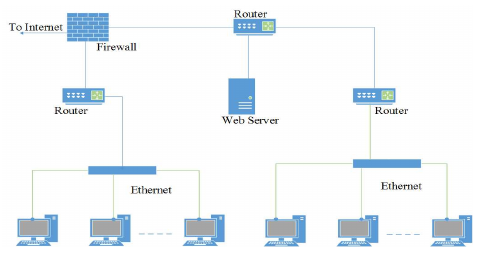 Router
To Internet
Firewall
Router
Web Server
Router
Ethernet
Ethernet